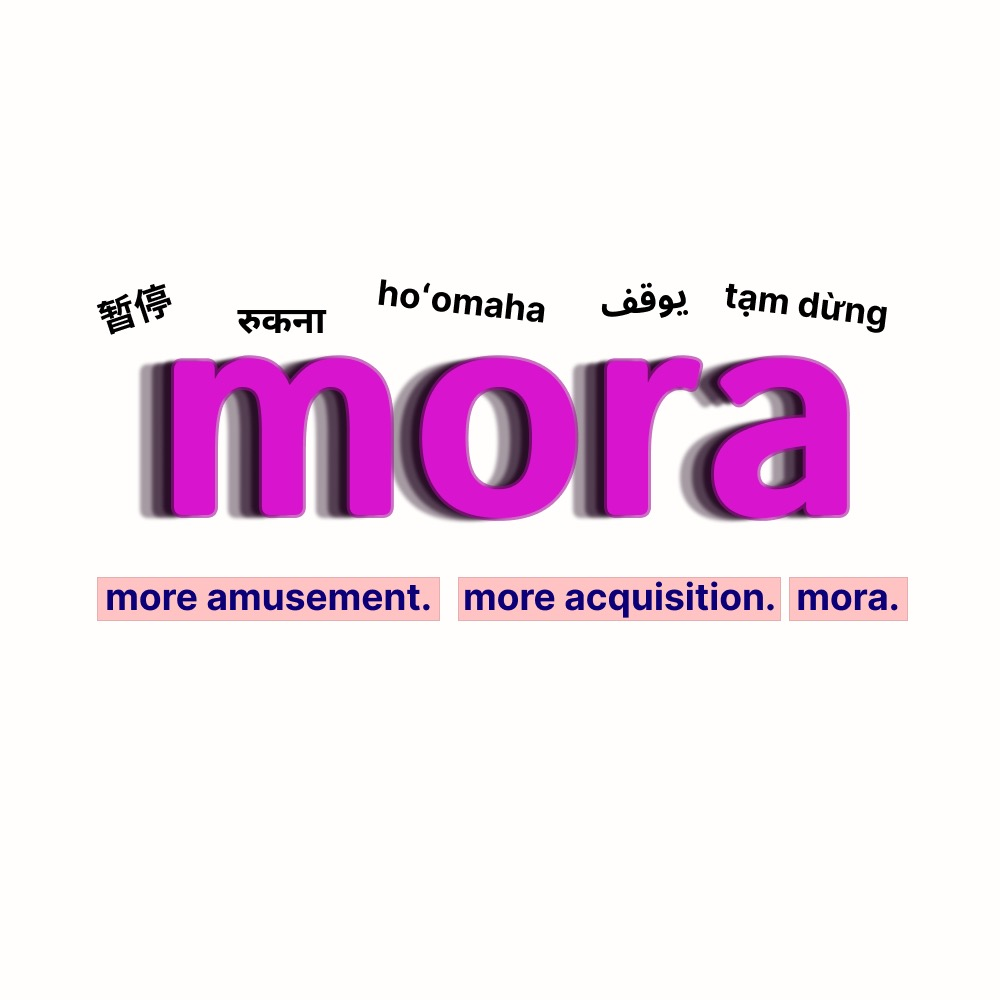 暂停 रुकना hoʻomaha يوقف tạm dừng
mora
more amusement. more acquisition. mora.